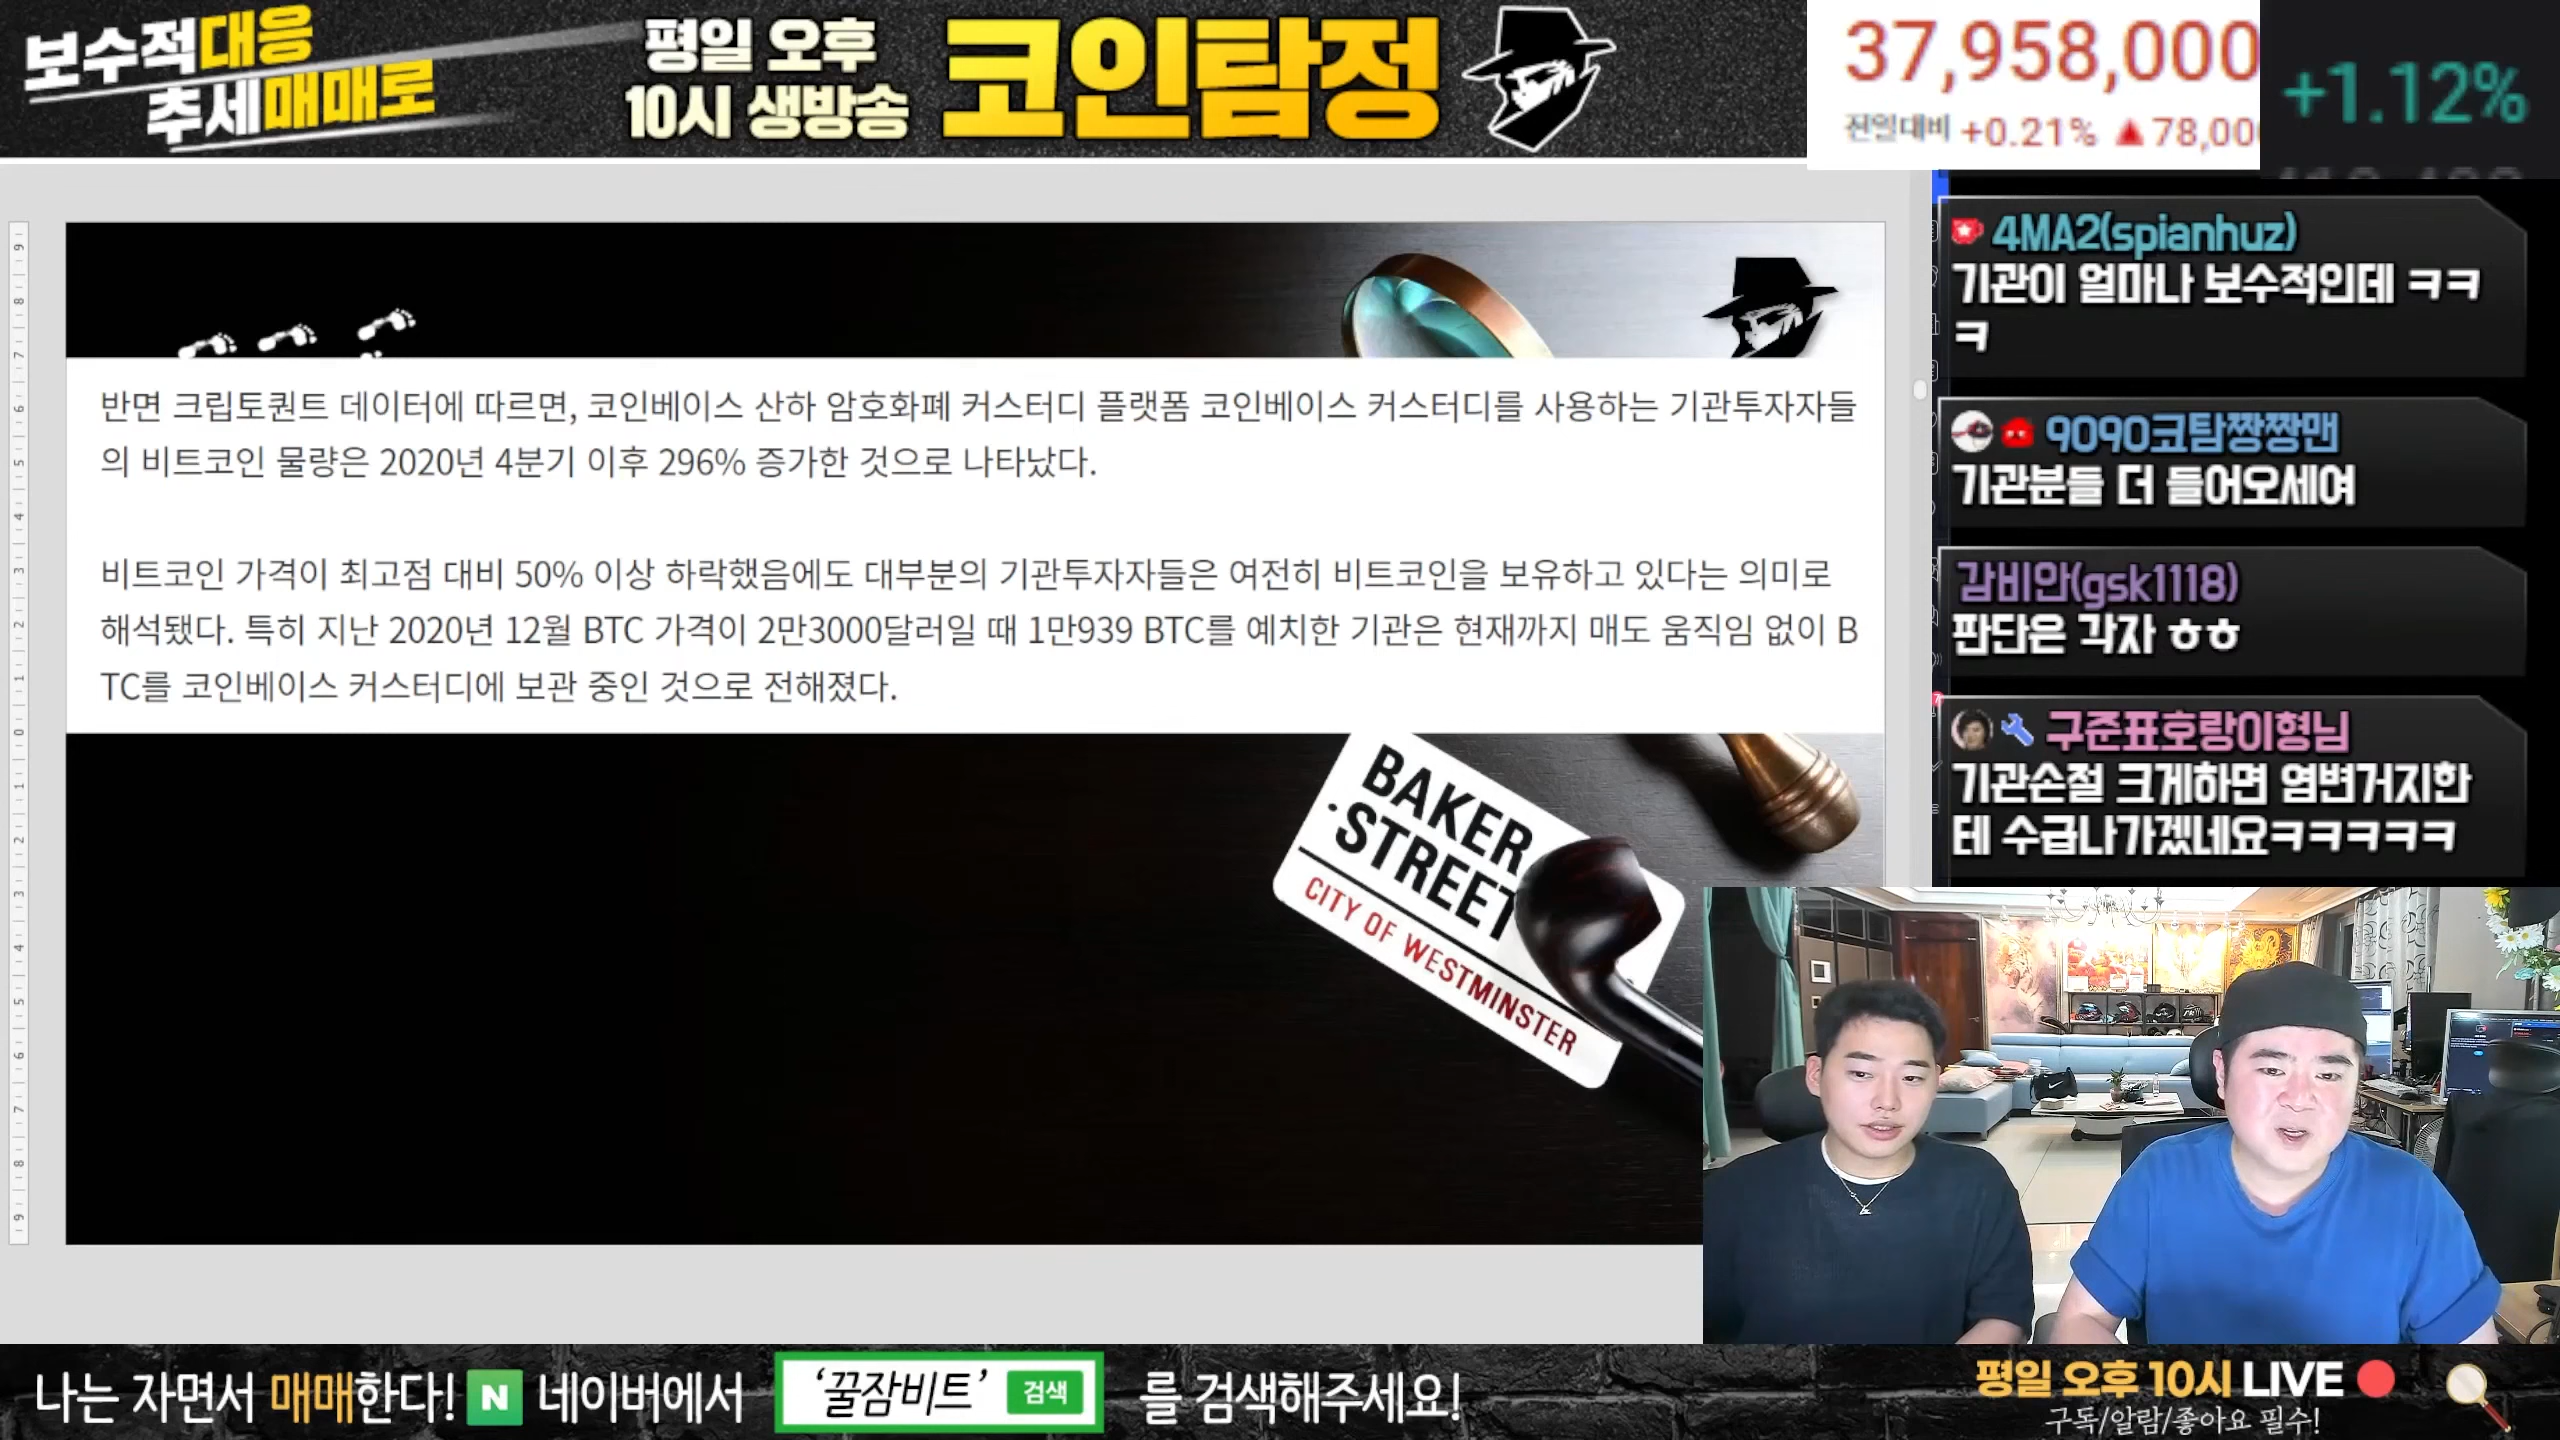 보수적대응
추세매매로
평일 오후
10시 생방송
코인탐정
37,958,000
전일대비 +0.21% ▲78,00
+1.12%
반면 크립토퀀트 데이터에 따르면, 코인베이스 산하 암호화폐 커스터디 플랫폼 코인베이스 커스터디를 사용하는 기관투자자들
의 비트코인 물량은 2020년 4분기 이후 296% 증가한 것으로 나타났다.
비트코인 가격이 최고점 대비 50% 이상 하락했음에도 대부분의 기관투자자들은 여전히 비트코인을 보유하고 있다는 의미로
해석됐다. 특히 지난 2020년 12월 BTC 가격이 2만3000달러일 때 1만939 BTC를 예치한 기관은 현재까지 매도 움직임 없이 B
TC를 코인베이스 커스터디에 보관 중인 것으로 전해졌다.
BAKER
STREET
CITY OF WESTMINSTER
4MA2(spianhuz)
기관이 얼마나 보수적인데 ㅋㅋ
ㅋ
9090코탐짱짱맨
기관분들 더 들어오세여
감비안(gsk1118)
판단은 각자 ㅎㅎ
구준표호랑이형님
기관손절 크게하면 염변거지한
테 수급나가겠네요ㅋㅋㅋㅋㅋ
나는 자면서 매매한다! N 네이버에서 '꿀잠비트' 검색 를 검색해주세요!
평일 오후 10시 LIVE
구독/알람/좋아요 필수!